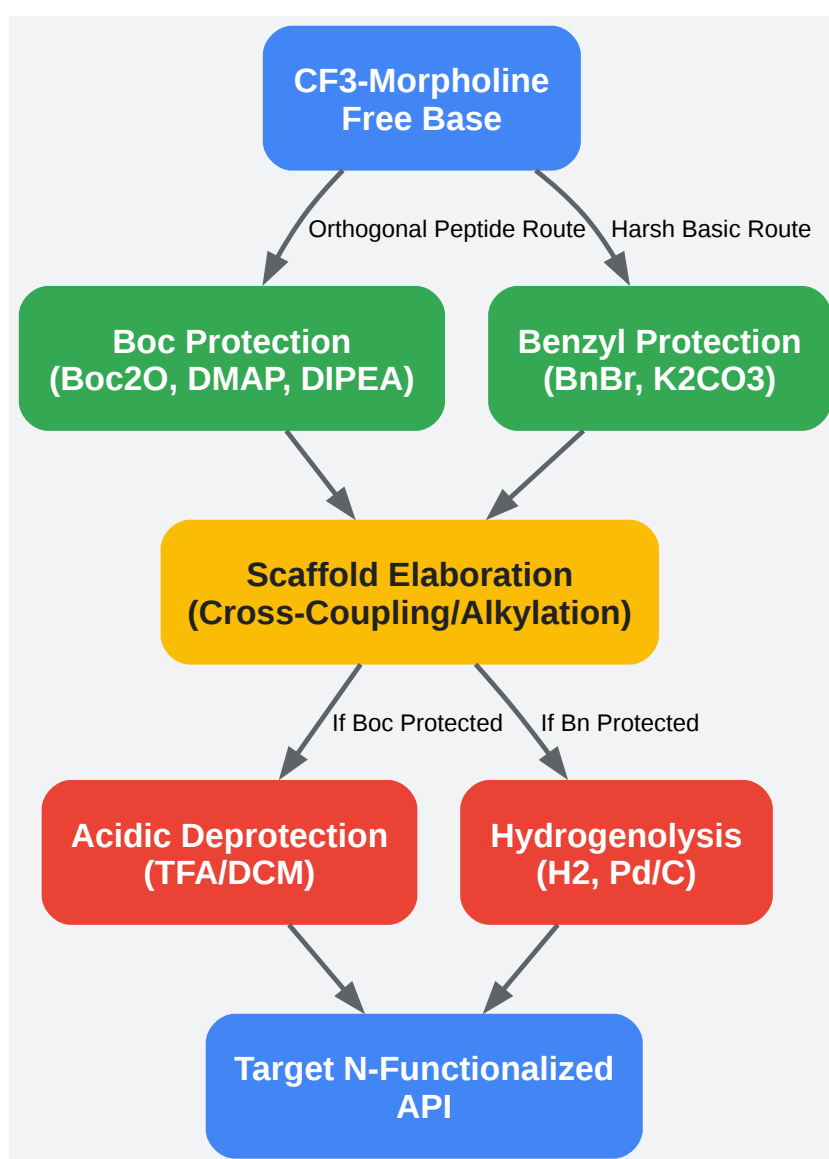 CF3-Morpholine
Free Base
Orthogonal Peptide Route
Harsh Basic Route
Boc Protection
(Boc2O, DMAP, DIPEA)
Benzyl Protection
(BnBr, K2CO3)
Scaffold Elaboration
(Cross-Coupling/Alkylation)
If Boc Protected
If Bn Protected
Acidic Deprotection
(TFA/DCM)
Hydrogenolysis
(H2, Pd/C)
Target N-Functionalized
API